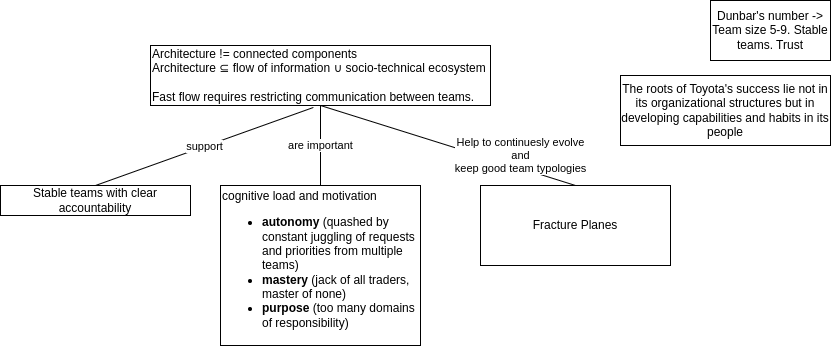 Dunbar's number ->
Team size 5-9. Stable
teams. Trust
Architecture != connected components
Architecture ⊆ flow of information ∪ socio-technical ecosystem
Fast flow requires restricting communication between teams.
The roots of Toyota's success lie not in
its organizational structures but in
developing capabilities and habits in its
people
support
are important
Help to continuesly evolve
and
keep good team typologies
Stable teams with clear
accountability
cognitive load and motivation
• autonomy (quashed by
constant juggling of requests
and priorities from multiple
teams)
• mastery (jack of all traders,
master of none)
• purpose (too many domains
of responsibility)
Fracture Planes